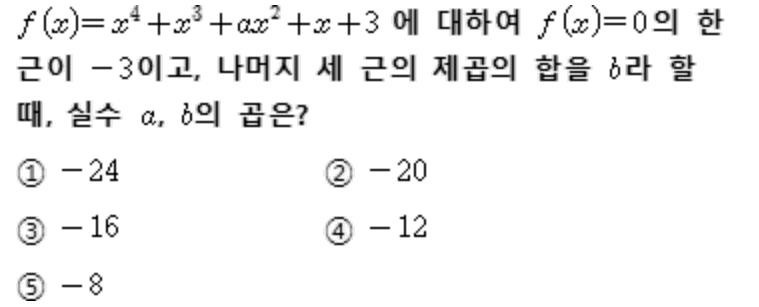 f(x)=x⁴+x³+ax²+x+3 에 대하여 f(x)=0의 한
근이 −3이고, 나머지 세 근의 제곱의 합을 b라 할
때, 실수 a, b의 곱은?
① −24 ② −20
③ −16 ④ −12
⑤ −8